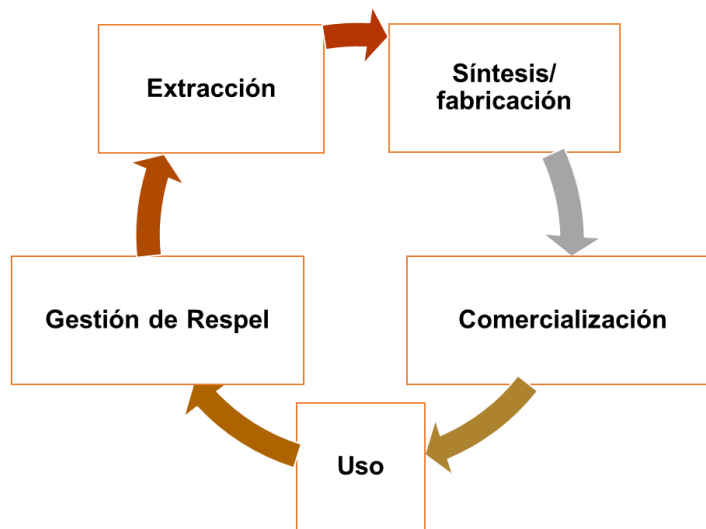 Extracción
Síntesis/
fabricación
Comercialización
Uso
Gestión de Respel